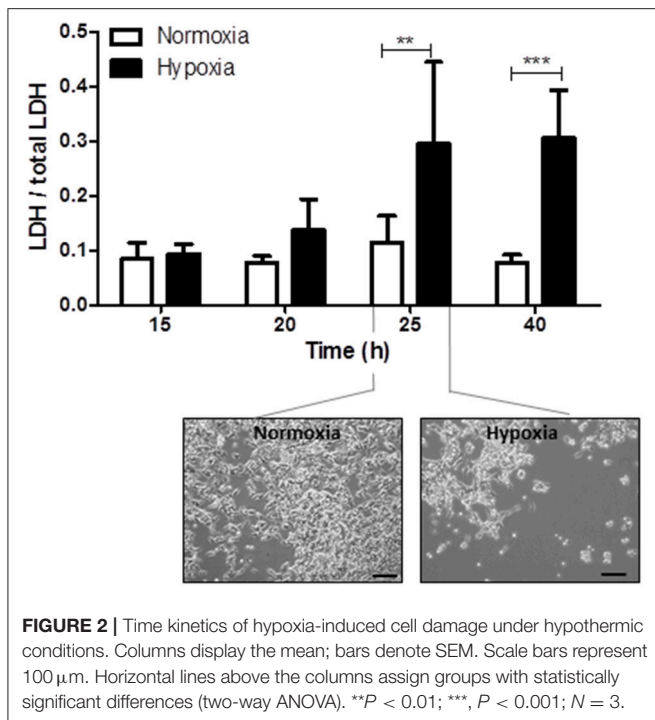 0.5
0.4
0.3
0.2
0.1
0.0
LDH / total LDH
Normoxia
Hypoxia
**
***
15 20 25 40
Time (h)
Normoxia
Hypoxia
FIGURE 2 | Time kinetics of hypoxia-induced cell damage under hypothermic
conditions. Columns display the mean; bars denote SEM. Scale bars represent
100 μm. Horizontal lines above the columns assign groups with statistically
significant differences (two-way ANOVA). **P < 0.01; ***, P < 0.001; N = 3.